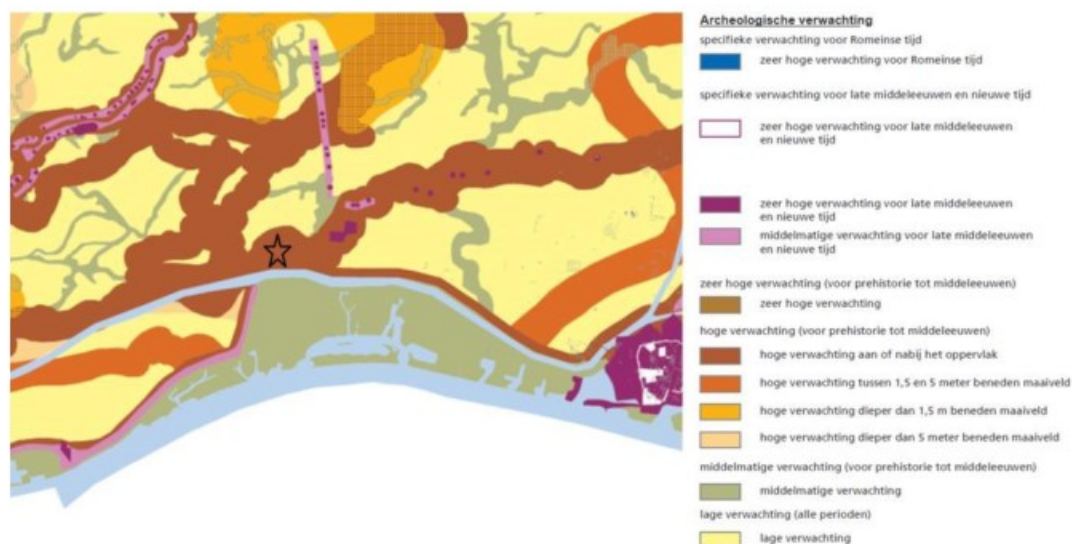 Archeologische verwachting
specifieke verwachting voor Romeinse tijd
zeer hoge verwachting voor Romeinse tijd
specifieke verwachting voor late middeleeuwen en nieuwe tijd
zeer hoge verwachting voor late middeleeuwen
en nieuwe tijd
zeer hoge verwachting voor late middeleeuwen
en nieuwe tijd
middelmatige verwachting voor late middeleeuwen
en nieuwe tijd
zeer hoge verwachting (voor prehistorie tot middeleeuwen)
zeer hoge verwachting
hoge verwachting (voor prehistorie tot middeleeuwen)
hoge verwachting aan of nabij het oppervlak
hoge verwachting tussen 1,5 en 5 meter beneden maaiveld
hoge verwachting dieper dan 1,5 m beneden maaiveld
hoge verwachting dieper dan 5 meter beneden maaiveld
middelmatige verwachting (voor prehistorie tot middeleeuwen)
middelmatige verwachting
lage verwachting (alle perioden)
lage verwachting